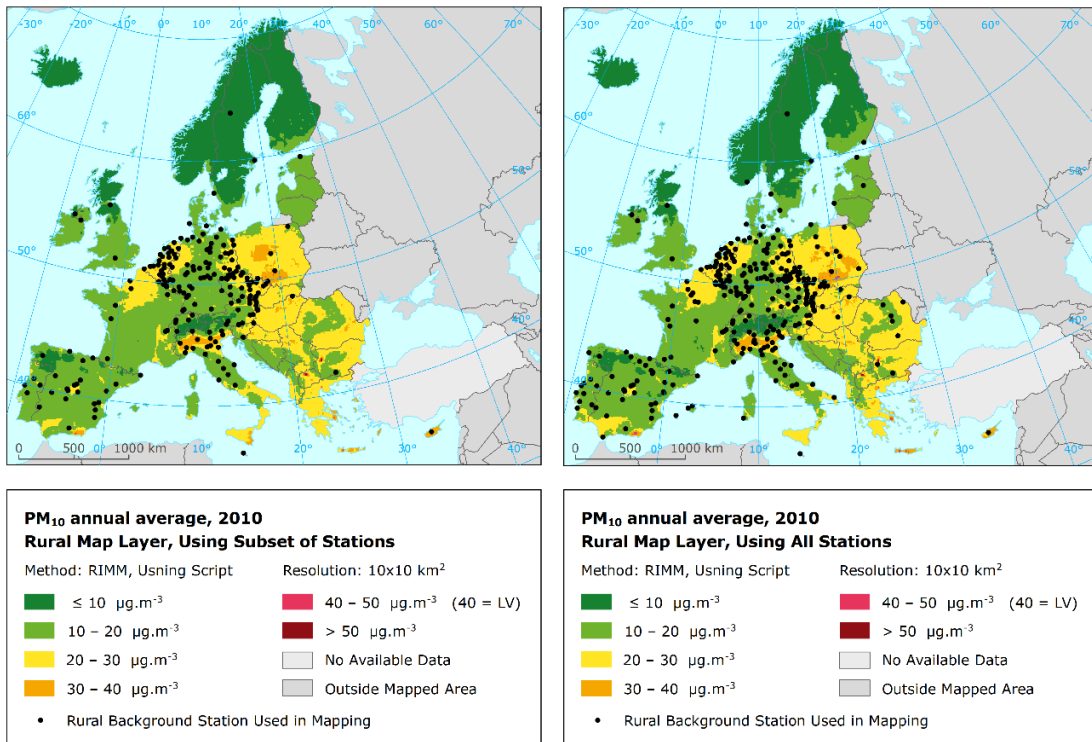 -30° -20° -10° 0° 10° 20° 30° 40° 50° 60° 70°
60°
50°
50°
40°
40°
0 500 1000 km
0° 10° 20° 30° 40°
-30° -20° -10° 0° 10° 20° 30° 40° 50° 60° 70°
60°
50°
50°
40°
40°
0 500 1000 km
0° 10° 20° 30° 40°
PM₁₀ annual average, 2010
Rural Map Layer, Using Subset of Stations
Method: RIMM, Usning Script Resolution: 10x10 km²
≤ 10 µg.m⁻³ 40 – 50 µg.m⁻³ (40 = LV)
10 – 20 µg.m⁻³ > 50 µg.m⁻³
20 – 30 µg.m⁻³ No Available Data
30 – 40 µg.m⁻³ Outside Mapped Area
• Rural Background Station Used in Mapping
PM₁₀ annual average, 2010
Rural Map Layer, Using All Stations
Method: RIMM, Usning Script Resolution: 10x10 km²
≤ 10 µg.m⁻³ 40 – 50 µg.m⁻³ (40 = LV)
10 – 20 µg.m⁻³ > 50 µg.m⁻³
20 – 30 µg.m⁻³ No Available Data
30 – 40 µg.m⁻³ Outside Mapped Area
• Rural Background Station Used in Mapping